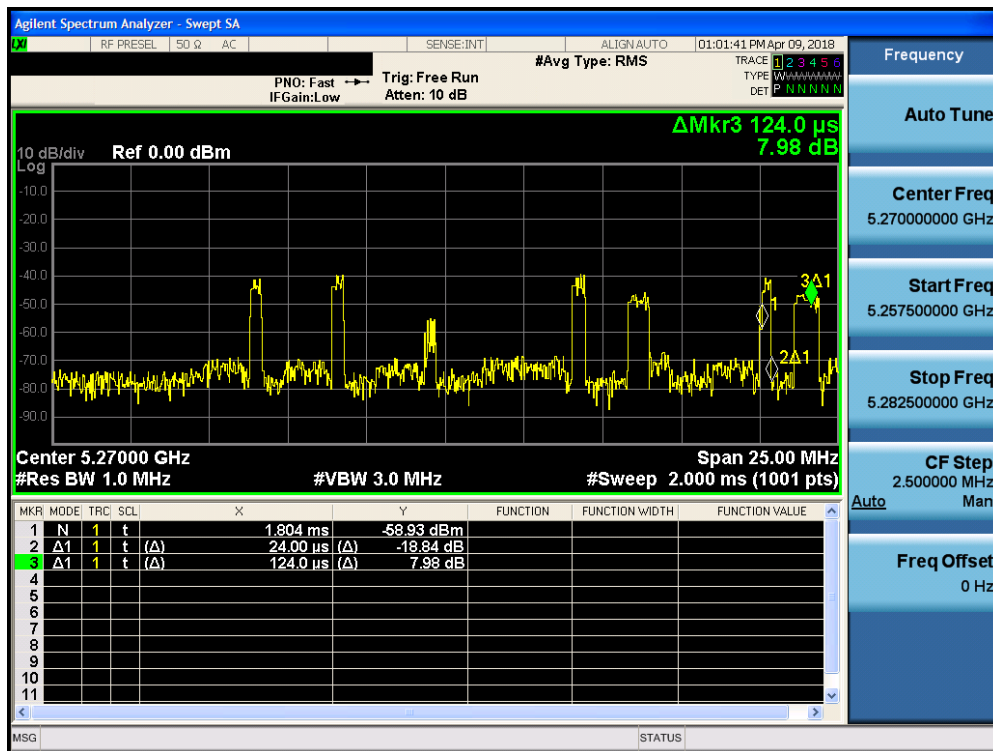 Agilent Spectrum Analyzer - Swept SA
LXI RF PRESEL 50 Ω AC SENSE:INT ALIGN AUTO 01:01:41 PM Apr 09, 2018
PNO: Fast
IFGain:Low
Trig: Free Run
Atten: 10 dB
#Avg Type: RMS
TRACE 1 2 3 4 5 6
TYPE WWWWWW
DET P N N N N N
ΔMkr3 124.0 µs
7.98 dB
10 dB/div Ref 0.00 dBm
Log
-10.0
-20.0
-30.0
-40.0
-50.0
-60.0
-70.0
-80.0
-90.0
3Δ1
1
2Δ1
Center 5.27000 GHz Span 25.00 MHz
#Res BW 1.0 MHz #VBW 3.0 MHz #Sweep 2.000 ms (1001 pts)
MKR MODE TRC SCL X Y FUNCTION FUNCTION WIDTH FUNCTION VALUE
1 N 1 t 1.804 ms -58.93 dBm
2 Δ1 1 t (Δ) 24.00 µs (Δ) -18.84 dB
3 Δ1 1 t (Δ) 124.0 µs (Δ) 7.98 dB
4
5
6
7
8
9
10
11
MSG STATUS
Frequency
Auto Tune
Center Freq
5.270000000 GHz
Start Freq
5.257500000 GHz
Stop Freq
5.282500000 GHz
CF Step
2.500000 MHz
Auto Man
Freq Offset
0 Hz